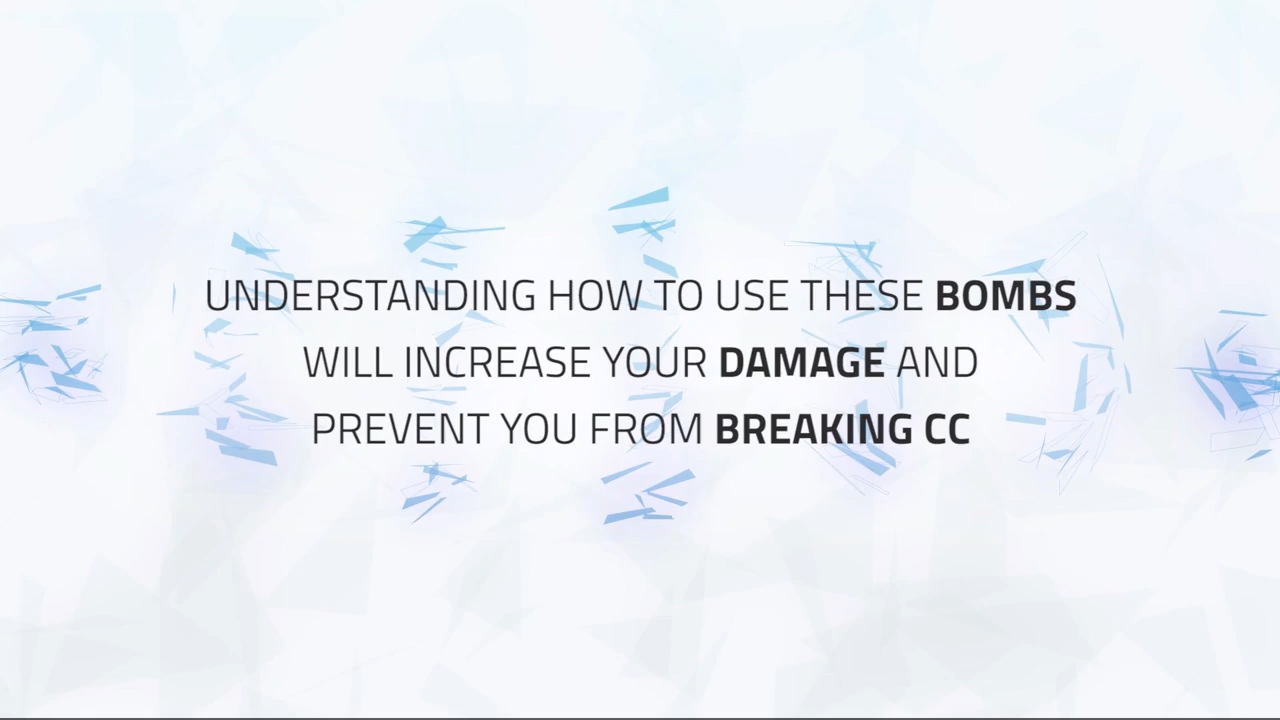 UNDERSTANDING HOW TO USE THESE BOMBS
WILL INCREASE YOUR DAMAGE AND
PREVENT YOU FROM BREAKING CC